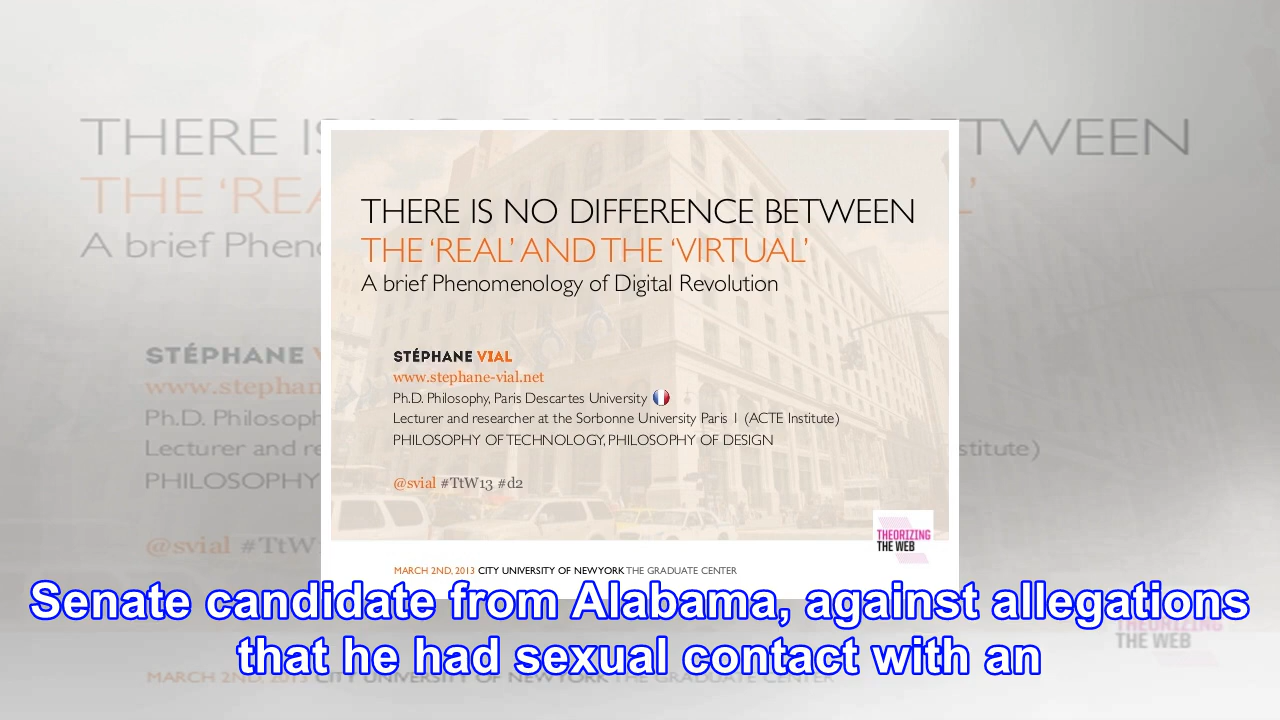 THERE IS NO DIFFERENCE BETWEEN
THE ‘REAL’ AND THE ‘VIRTUAL’
A brief Phenomenology of Digital Revolution
STÉPHANE VIAL
www.stephane-vial.net
Ph.D. Philosophy, Paris Descartes University
Lecturer and researcher at the Sorbonne University Paris 1 (ACTE Institute)
PHILOSOPHY OF TECHNOLOGY, PHILOSOPHY OF DESIGN
@svial #TtW13 #d2
THEORIZING
THE WEB
MARCH 2ND, 2013 CITY UNIVERSITY OF NEW YORK THE GRADUATE CENTER
Senate candidate from Alabama, against allegations
that he had sexual contact with an